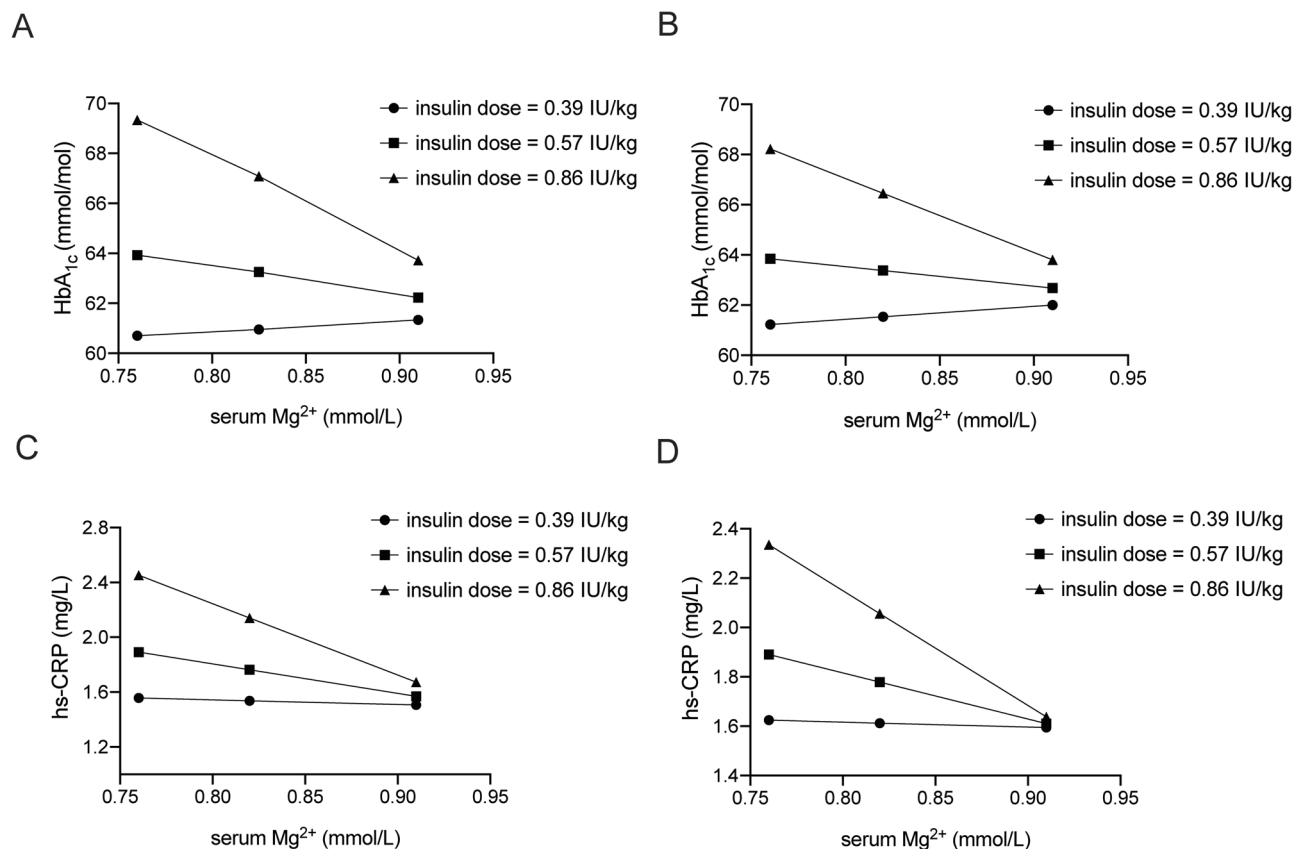 A
HbA1c (mmol/mol)
70
68
66
64
62
60
0.75 0.80 0.85 0.90 0.95
serum Mg2+ (mmol/L)
insulin dose = 0.39 IU/kg
insulin dose = 0.57 IU/kg
insulin dose = 0.86 IU/kg
B
HbA1c (mmol/mol)
70
68
66
64
62
60
0.75 0.80 0.85 0.90 0.95
serum Mg2+ (mmol/L)
insulin dose = 0.39 IU/kg
insulin dose = 0.57 IU/kg
insulin dose = 0.86 IU/kg
C
hs-CRP (mg/L)
2.8
2.4
2.0
1.6
1.2
0.75 0.80 0.85 0.90 0.95
serum Mg2+ (mmol/L)
insulin dose = 0.39 IU/kg
insulin dose = 0.57 IU/kg
insulin dose = 0.86 IU/kg
D
hs-CRP (mg/L)
2.4
2.2
2.0
1.8
1.6
1.4
0.75 0.80 0.85 0.90 0.95
serum Mg2+ (mmol/L)
insulin dose = 0.39 IU/kg
insulin dose = 0.57 IU/kg
insulin dose = 0.86 IU/kg